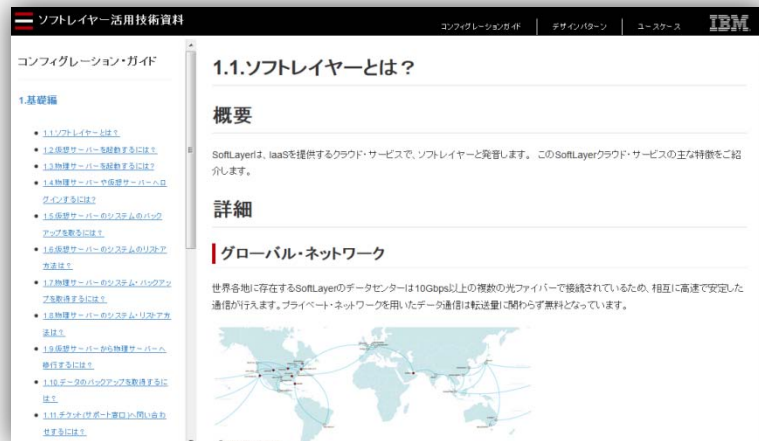 ソフトレイヤー活用技術資料
コンフィグレーションガイド
デザインパターン
ユースケース
IBM
コンフィグレーション・ガイド
1.基礎編
1.1.ソフトレイヤーとは？
1.2.仮想サーバーを起動するには？
1.3.物理サーバーを起動するには？
1.4.物理サーバーや仮想サーバーへロ
グインするには？
1.5.仮想サーバーのシステムのバック
アップを取るには？
1.6.仮想サーバーのシステムのリストア
方法は？
1.7.物理サーバーのシステム・バックアッ
プを取得するには？
1.8.物理サーバーのシステム・リストア方
法は？
1.9.仮想サーバーから物理サーバーへ
移行するには？
1.10.データのバックアップを取得するに
は？
1.11.チケット(サポート窓口)へ問い合わ
せするには？
1.1.ソフトレイヤーとは？
概要
SoftLayerは、IaaSを提供するクラウド・サービスで、ソフトレイヤーと発音します。 このSoftLayerクラウド・サービスの主な特徴をご紹
介します。
詳細
グローバル・ネットワーク
世界各地に存在するSoftLayerのデータセンターは10Gbps以上の複数の光ファイバーで接続されているため、相互に高速で安定した
通信が行えます。プライベート・ネットワークを用いたデータ通信は転送量に関わらず無料となっています。